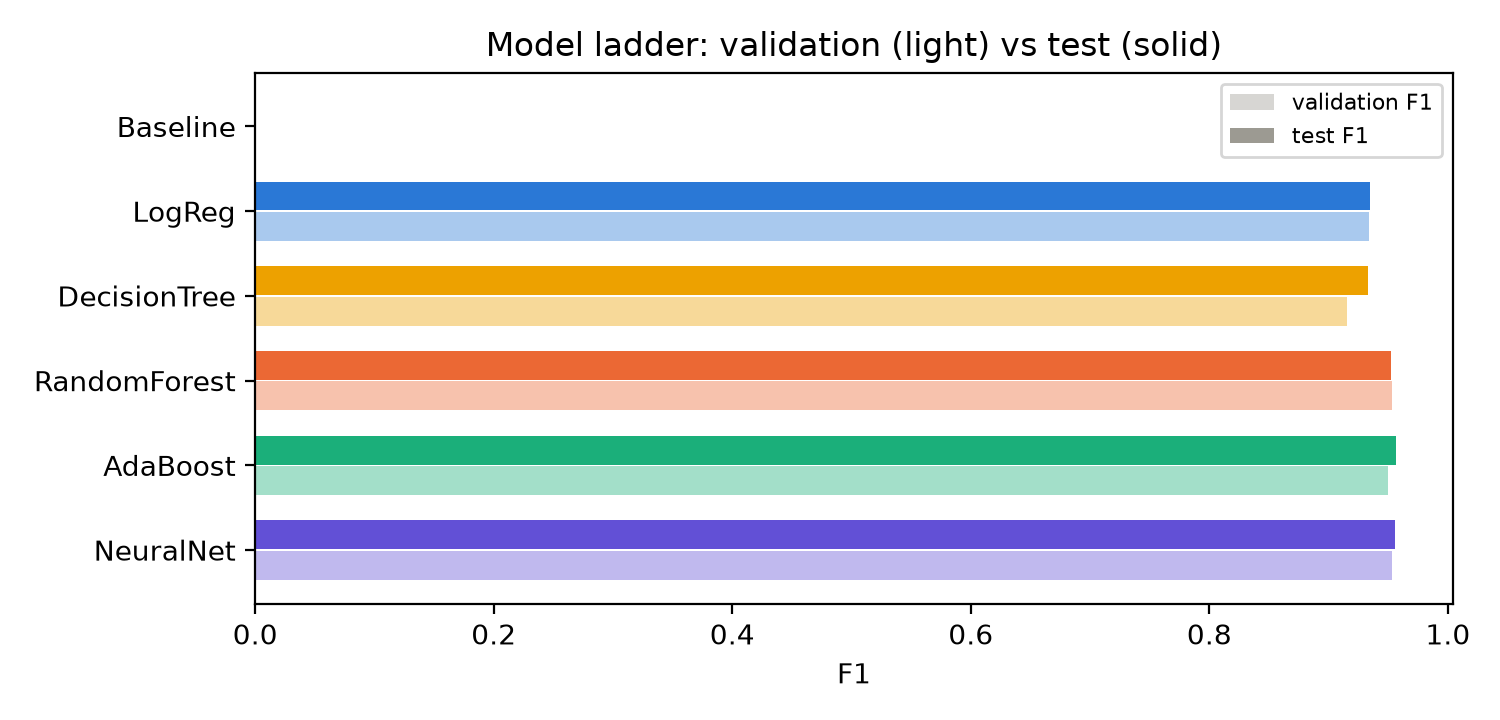 Model ladder: validation (light) vs test (solid)
validation F1
test F1
Baseline
LogReg
DecisionTree
RandomForest
AdaBoost
NeuralNet
0.0 0.2 0.4 0.6 0.8 1.0
F1